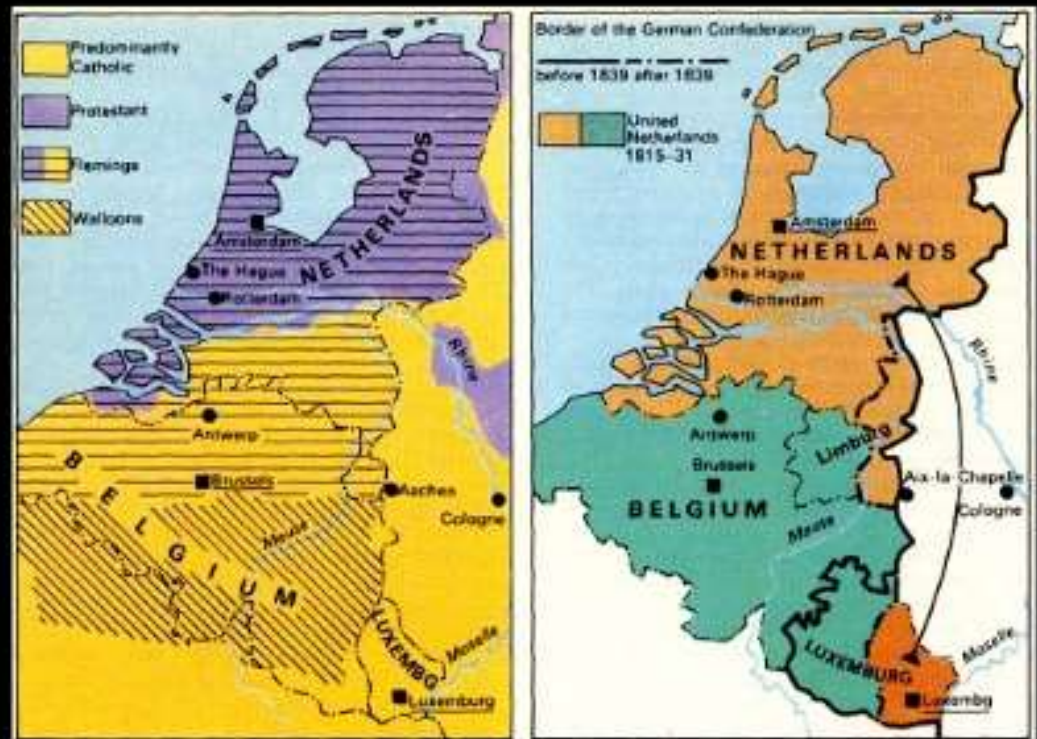 Predominantly
Catholic
Protestant
Flemings
Walloons
NETHERLANDS
Amsterdam
The Hague
Rotterdam
Rhine
Antwerp
Brussels
Aachen
Cologne
BELGIUM
Meuse
LUXEMBG
Moselle
Luxemburg
Border of the German Confederation
before 1839 after 1839
United
Netherlands
1815-31
Amsterdam
NETHERLANDS
The Hague
Rotterdam
Rhine
Antwerp
Limburg
Brussels
Aix-la-Chapelle
BELGIUM
Cologne
Meuse
LUXEMBURG
Moselle
Luxembg